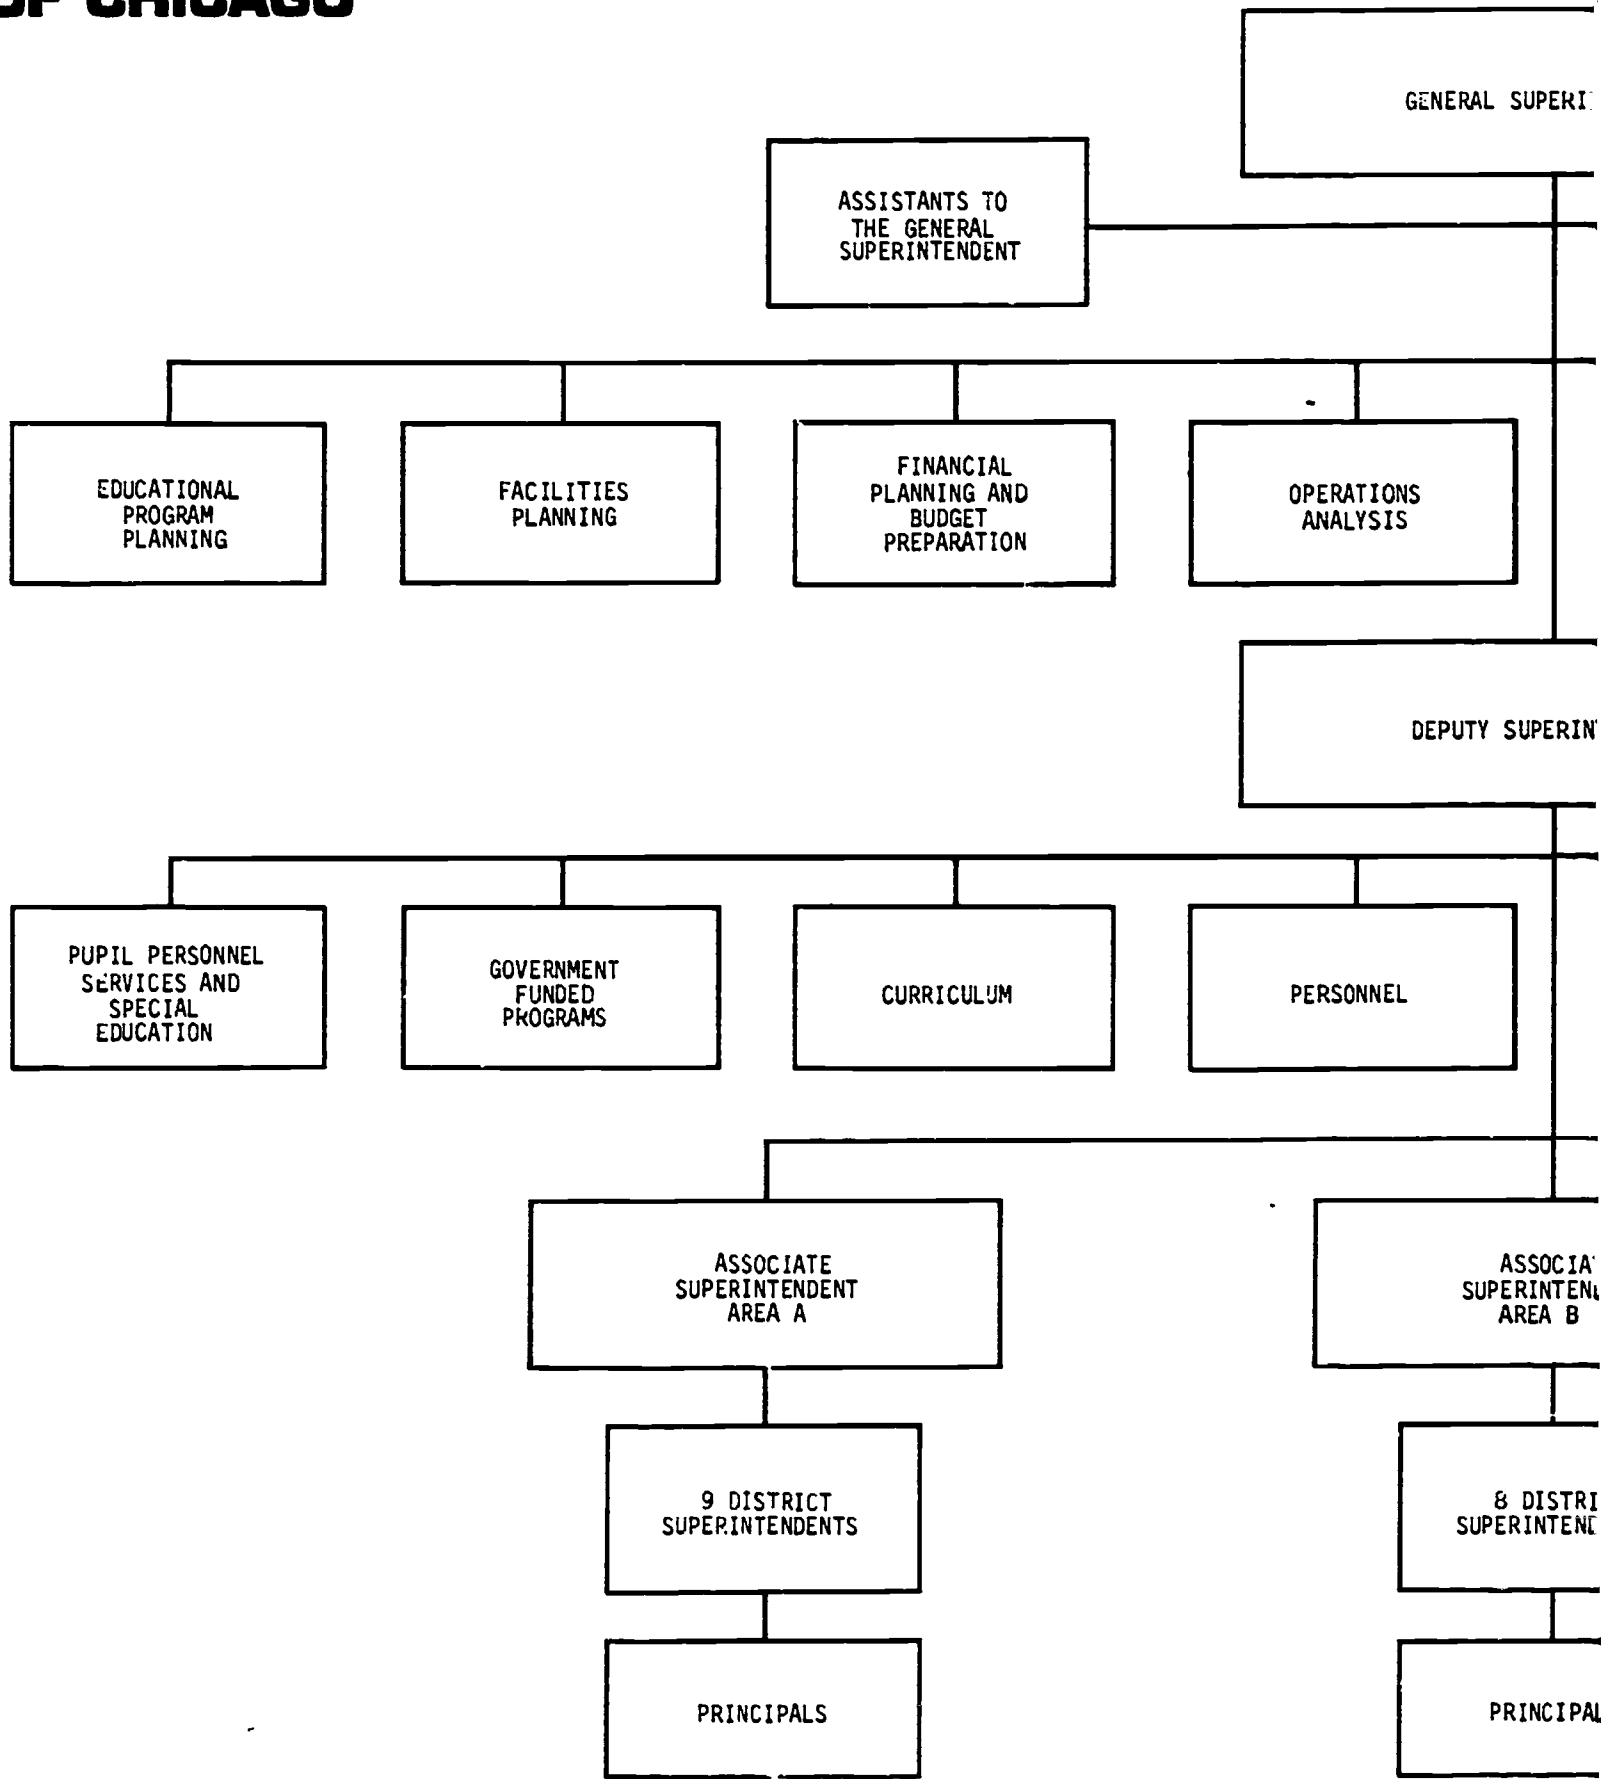 OF CHICAGO
GENERAL SUPERI
ASSISTANTS TO
THE GENERAL
SUPERINTENDENT
EDUCATIONAL
PROGRAM
PLANNING
FACILITIES
PLANNING
FINANCIAL
PLANNING AND
BUDGET
PREPARATION
OPERATIONS
ANALYSIS
DEPUTY SUPERIN
PUPIL PERSONNEL
SERVICES AND
SPECIAL
EDUCATION
GOVERNMENT
FUNDED
PROGRAMS
CURRICULUM
PERSONNEL
ASSOCIATE
SUPERINTENDENT
AREA A
ASSOCIA
SUPERINTEN
AREA B
9 DISTRICT
SUPERINTENDENTS
8 DISTRI
SUPERINTEN
PRINCIPALS
PRINCIPAL